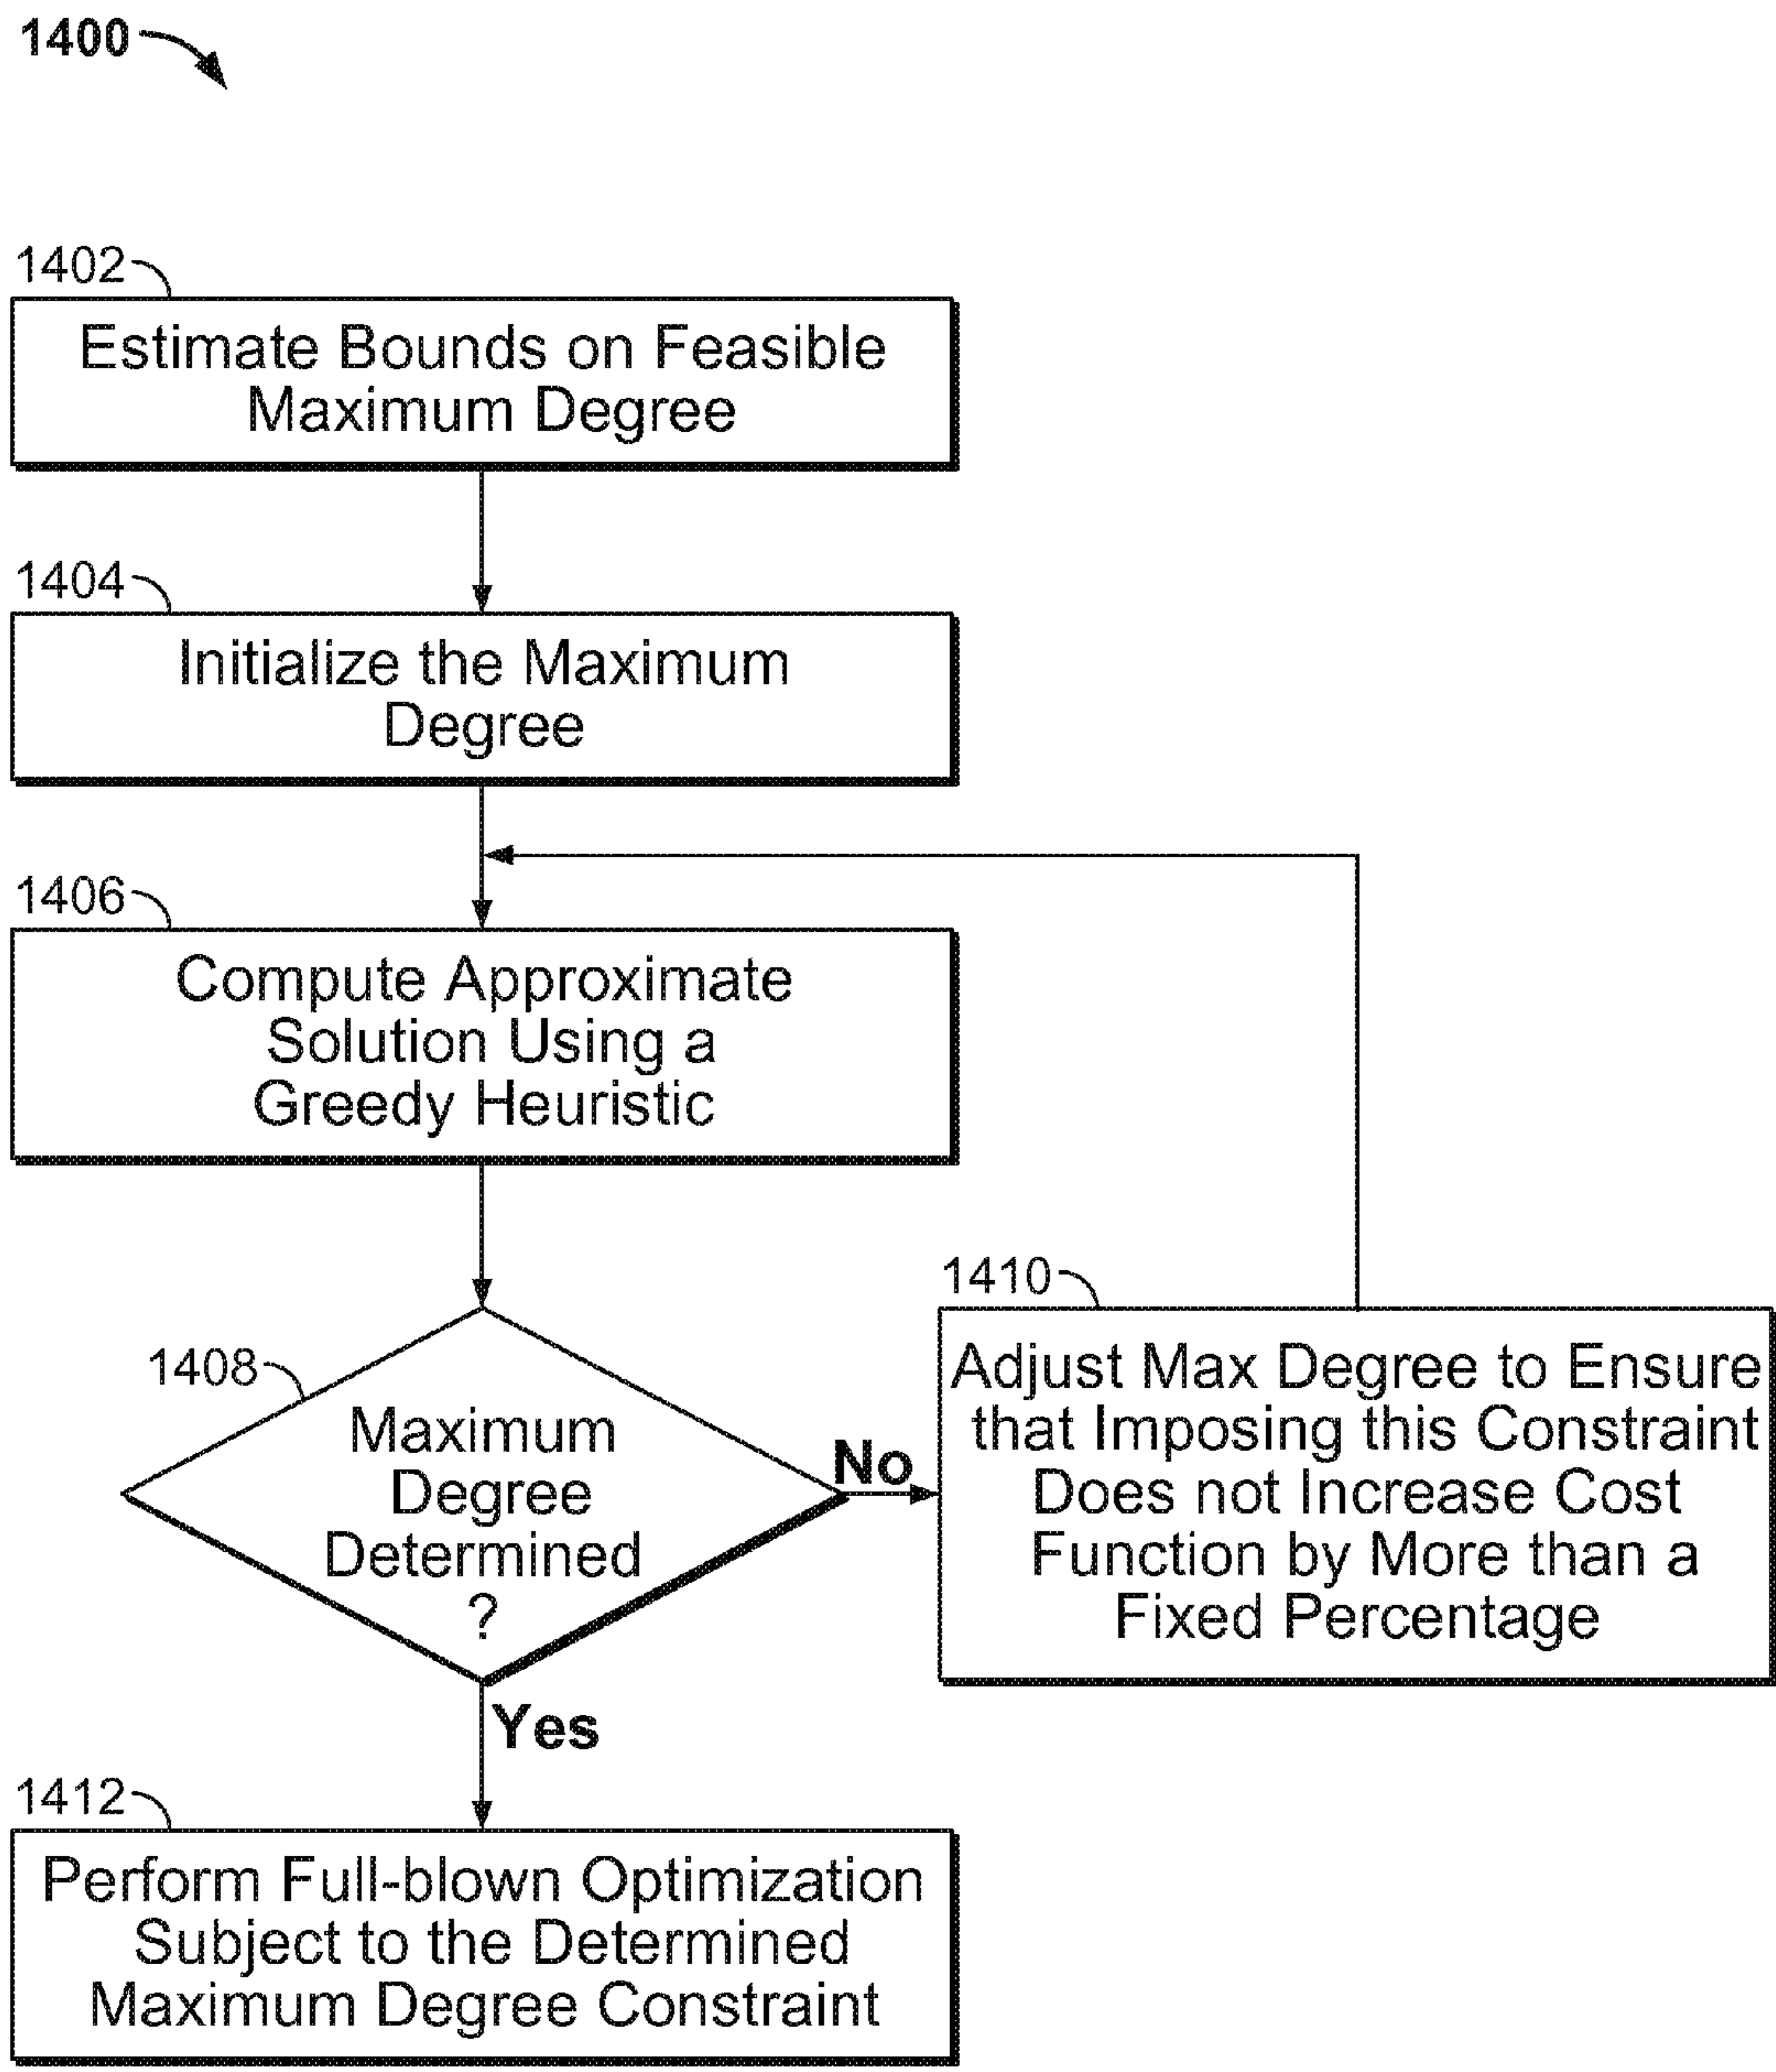 1400
1402
Estimate Bounds on Feasible
Maximum Degree
1404
Initialize the Maximum
Degree
1406
Compute Approximate
Solution Using a
Greedy Heuristic
1408
Maximum
Degree
Determined
?
No
1410
Adjust Max Degree to Ensure
that Imposing this Constraint
Does not Increase Cost
Function by More than a
Fixed Percentage
Yes
1412
Perform Full-blown Optimization
Subject to the Determined
Maximum Degree Constraint